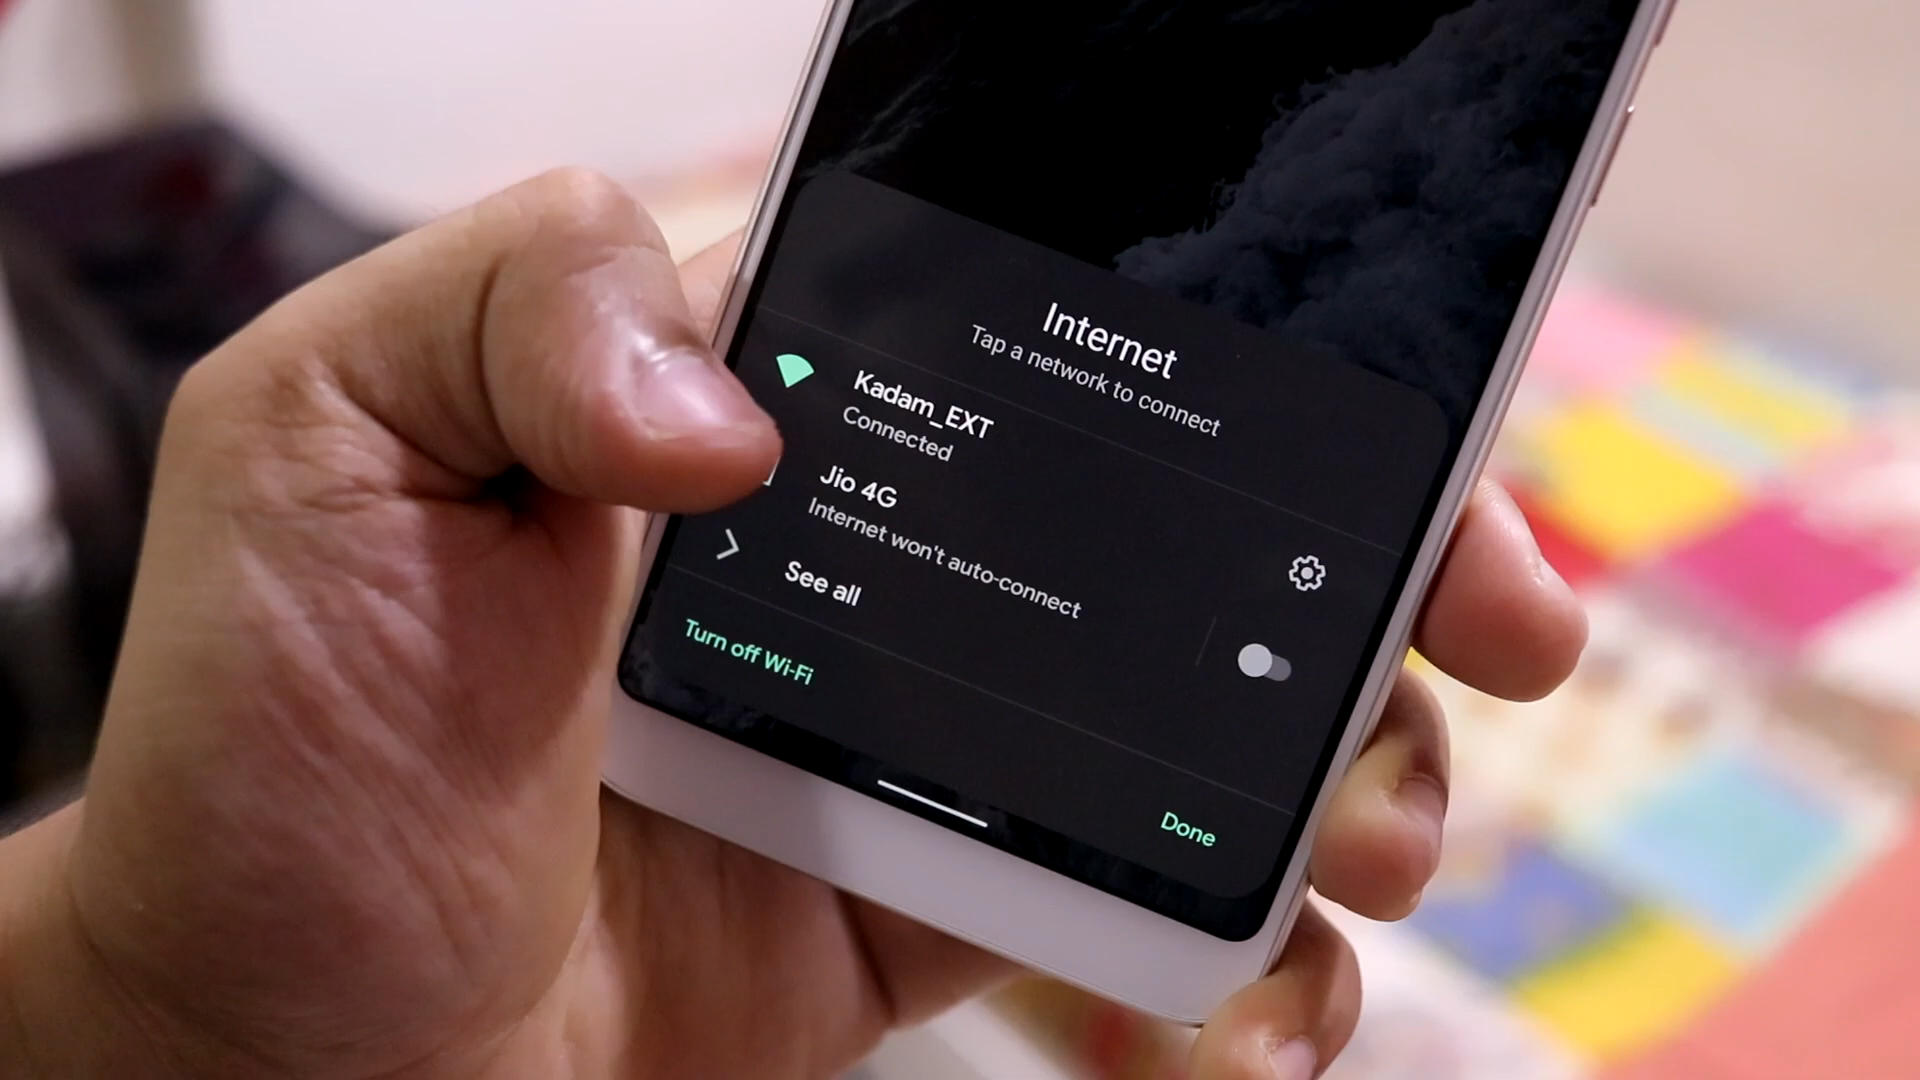 Internet
Tap a network to connect
Kadam_EXT
Connected
Jio 4G
Internet won't auto-connect
See all
Turn off Wi-Fi
Done